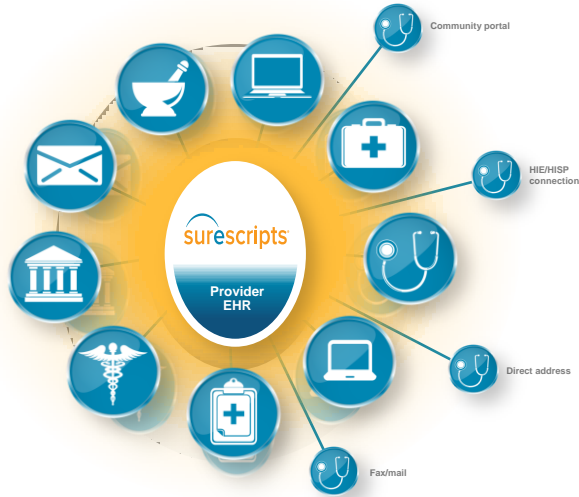 Community portal
HIE/HISP
connection
surescripts
Provider
EHR
Direct address
Fax/mail